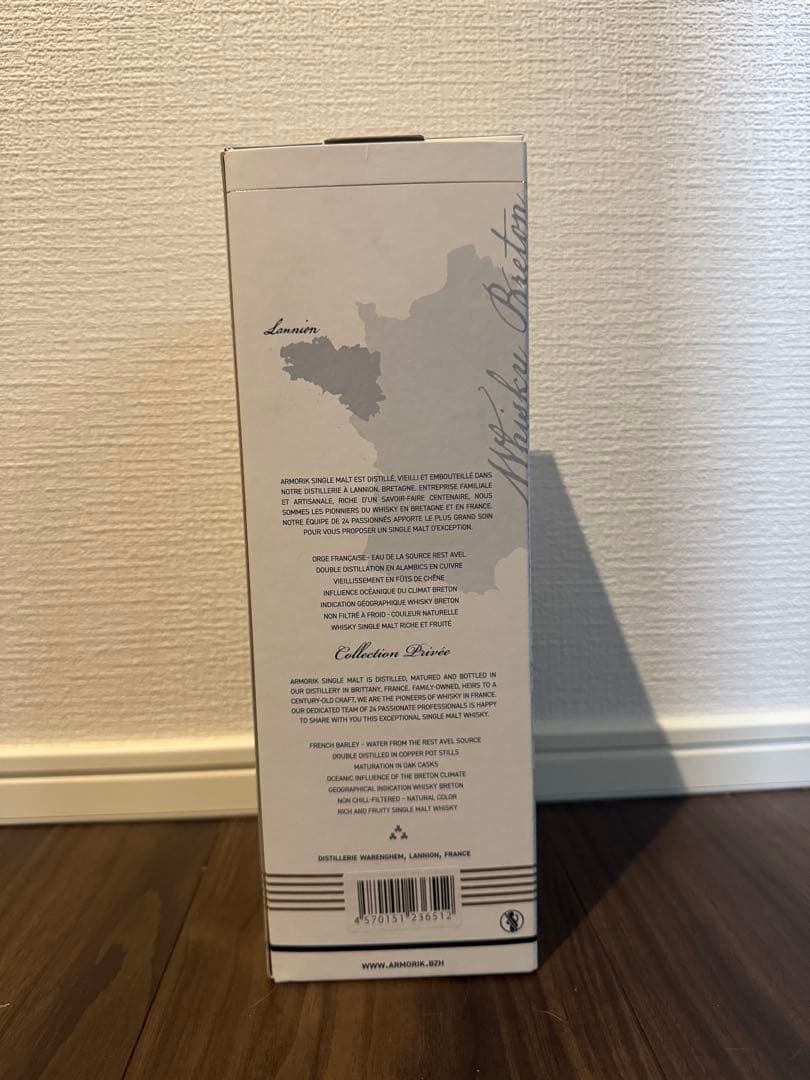 Whisky Breton
Lannion
ARMORIK SINGLE MALT EST DISTILLÉ, VIEILLI ET EMBOUTEILLÉ DANS
NOTRE DISTILLERIE À LANNION, BRETAGNE. ENTREPRISE FAMILIALE
ET ARTISANALE, RICHE D'UN SAVOIR-FAIRE CENTENAIRE, NOUS
SOMMES LES PIONNIERS DU WHISKY EN BRETAGNE ET EN FRANCE.
NOTRE ÉQUIPE DE 24 PASSIONNÉS APPORTE LE PLUS GRAND SOIN
POUR VOUS PROPOSER UN SINGLE MALT D'EXCEPTION.
ORGE FRANÇAISE - EAU DE LA SOURCE REST AVEL
DOUBLE DISTILLATION EN ALAMBICS EN CUIVRE
VIEILLISSEMENT EN FÛTS DE CHÊNE
INFLUENCE OCÉANIQUE DU CLIMAT BRETON
INDICATION GÉOGRAPHIQUE WHISKY BRETON
NON FILTRÉ À FROID - COULEUR NATURELLE
WHISKY SINGLE MALT RICHE ET FRUITÉ
Collection Privée
ARMORIK SINGLE MALT IS DISTILLED, MATURED AND BOTTLED IN
OUR DISTILLERY IN BRITTANY, FRANCE. FAMILY-OWNED, HEIRS TO A
CENTURY-OLD CRAFT, WE ARE THE PIONEERS OF WHISKY IN FRANCE.
OUR DEDICATED TEAM OF 24 PASSIONATE PROFESSIONALS IS HAPPY
TO SHARE WITH YOU THIS EXCEPTIONAL SINGLE MALT WHISKY.
FRENCH BARLEY - WATER FROM THE REST AVEL SOURCE
DOUBLE DISTILLED IN COPPER POT STILLS
MATURATION IN OAK CASKS
OCEANIC INFLUENCE OF THE BRETON CLIMATE
GEOGRAPHICAL INDICATION WHISKY BRETON
NON CHILL-FILTERED - NATURAL COLOR
RICH AND FRUITY SINGLE MALT WHISKY
DISTILLERIE WARENGHEM, LANNION, FRANCE
4 570151 236512
WWW.ARMORIK.BZH